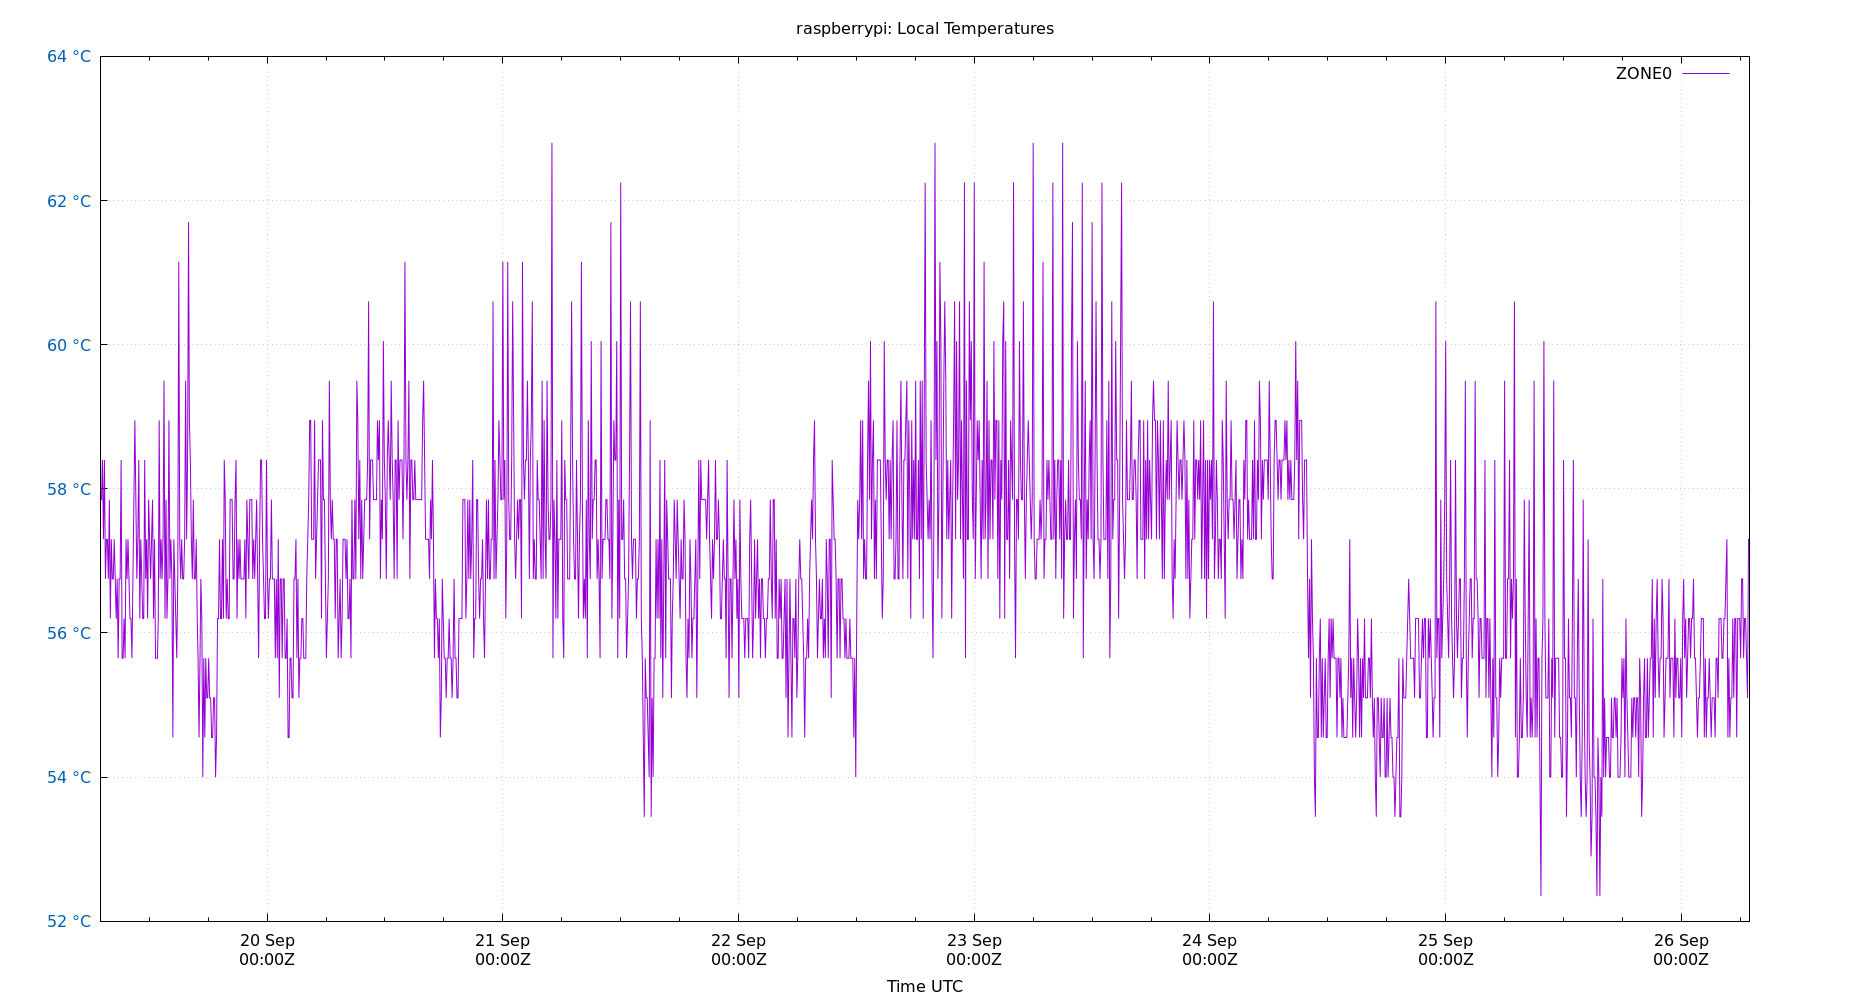 raspberrypi: Local Temperatures
64 °C
ZONE0
62 °C
60 °C
58 °C
56 °C
54 °C
52 °C
20 Sep 21 Sep 22 Sep 23 Sep 24 Sep 25 Sep 26 Sep
00:00Z 00:00Z 00:00Z 00:00Z 00:00Z 00:00Z 00:00Z
Time UTC